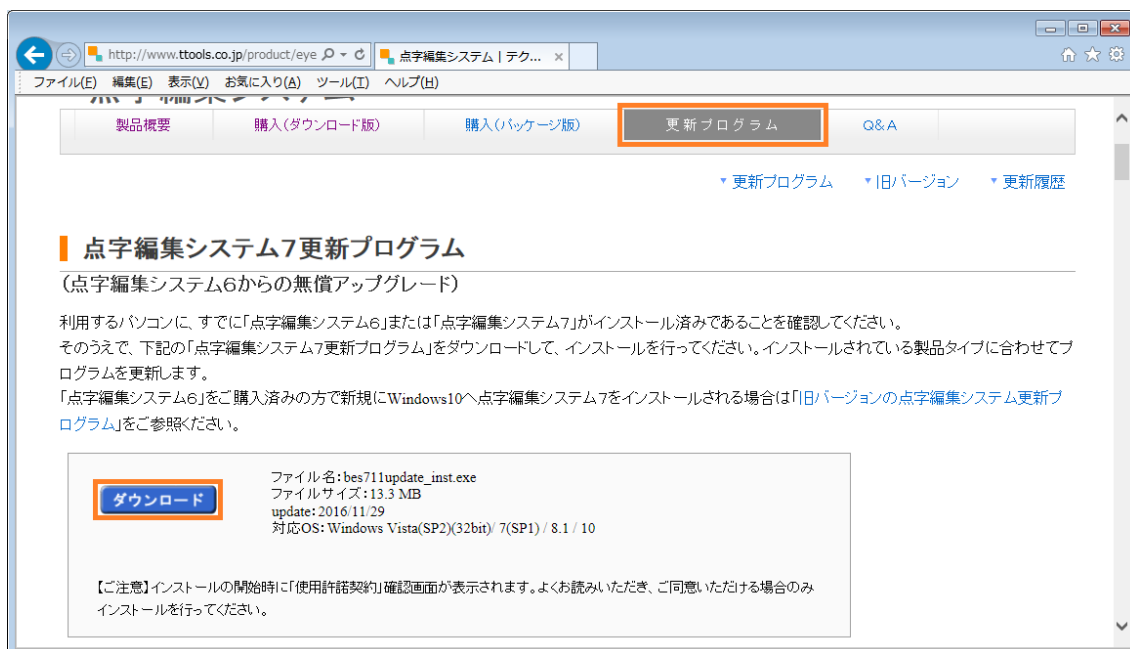 http://www.ttools.co.jp/product/eye
点字編集システム | テク... ×
ファイル(F) 編集(E) 表示(V) お気に入り(A) ツール(T) ヘルプ(H)
点字編集システム
製品概要 購入(ダウンロード版) 購入(パッケージ版) 更新プログラム Q&A
▼更新プログラム ▼旧バージョン ▼更新履歴
点字編集システム7更新プログラム
(点字編集システム6からの無償アップグレード)
利用するパソコンに、すでに「点字編集システム6」または「点字編集システム7」がインストール済みであることを確認してください。
そのうえで、下記の「点字編集システム7更新プログラム」をダウンロードして、インストールを行ってください。インストールされている製品タイプに合わせてプ
ログラムを更新します。
「点字編集システム6」をご購入済みの方で新規にWindows10へ点字編集システム7をインストールされる場合は「旧バージョンの点字編集システム更新プ
ログラム」をご参照ください。
ダウンロード
ファイル名:bes711update_inst.exe
ファイルサイズ:13.3 MB
update:2016/11/29
対応OS:Windows Vista(SP2)(32bit)/ 7(SP1) / 8.1 / 10
【ご注意】インストールの開始時に「使用許諾契約」確認画面が表示されます。よくお読みいただき、ご同意いただける場合のみ
インストールを行ってください。